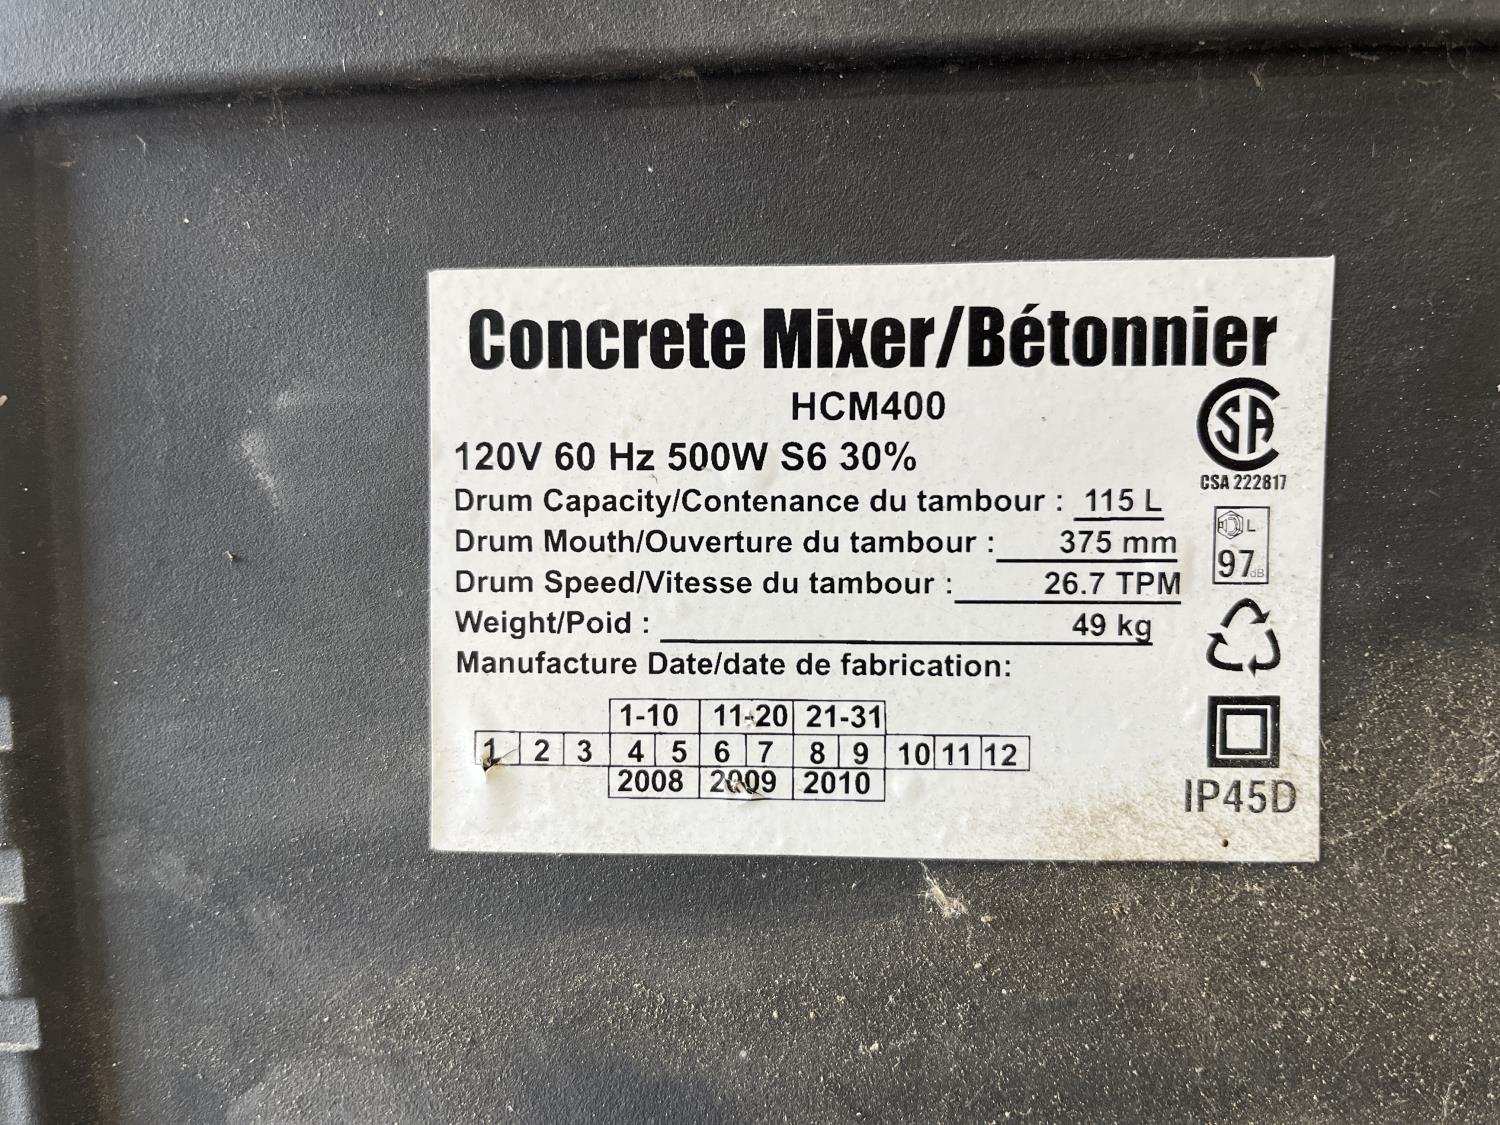 Concrete Mixer/Bétonnier
HCM400
120V 60 Hz 500W S6 30%
CSA 222817
Drum Capacity/Contenance du tambour : 115 L
Drum Mouth/Ouverture du tambour : 375 mm
Drum Speed/Vitesse du tambour : 26.7 TPM
Weight/Poid : 49 kg
L
97dB
Manufacture Date/date de fabrication:
1-10 11-20 21-31
1 2 3 4 5 6 7 8 9 10 11 12
2008 2009 2010
IP45D